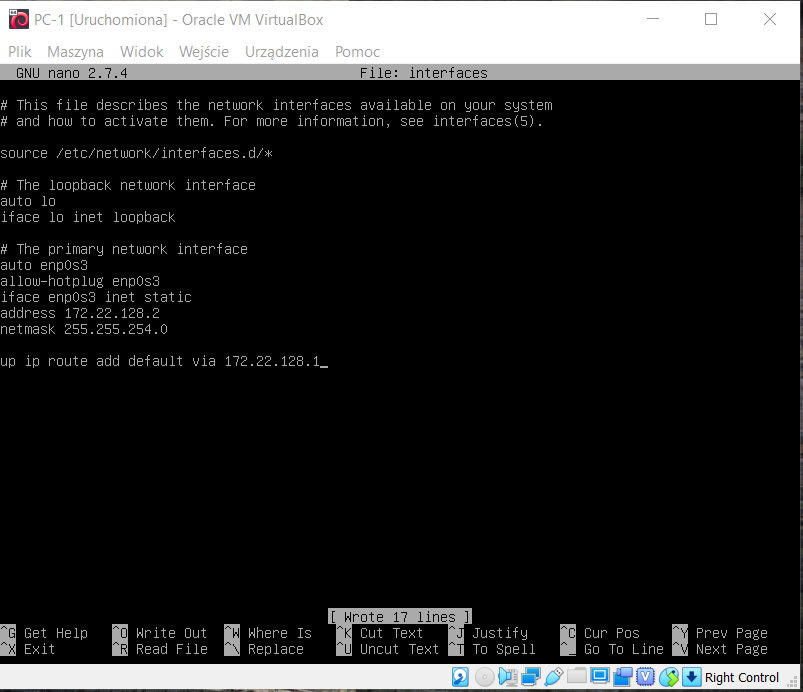 PC-1 [Uruchomiona] - Oracle VM VirtualBox
Plik Maszyna Widok Wejście Urządzenia Pomoc
GNU nano 2.7.4 File: interfaces
# This file describes the network interfaces available on your system
# and how to activate them. For more information, see interfaces(5).
source /etc/network/interfaces.d/*
# The loopback network interface
auto lo
iface lo inet loopback
# The primary network interface
auto enp0s3
allow-hotplug enp0s3
iface enp0s3 inet static
address 172.22.128.2
netmask 255.255.254.0
up ip route add default via 172.22.128.1_
[ Wrote 17 lines ]
^G Get Help ^O Write Out ^W Where Is ^K Cut Text ^J Justify ^C Cur Pos ^Y Prev Page
^X Exit ^R Read File ^\ Replace ^U Uncut Text ^T To Spell ^_ Go To Line ^V Next Page
Right Control